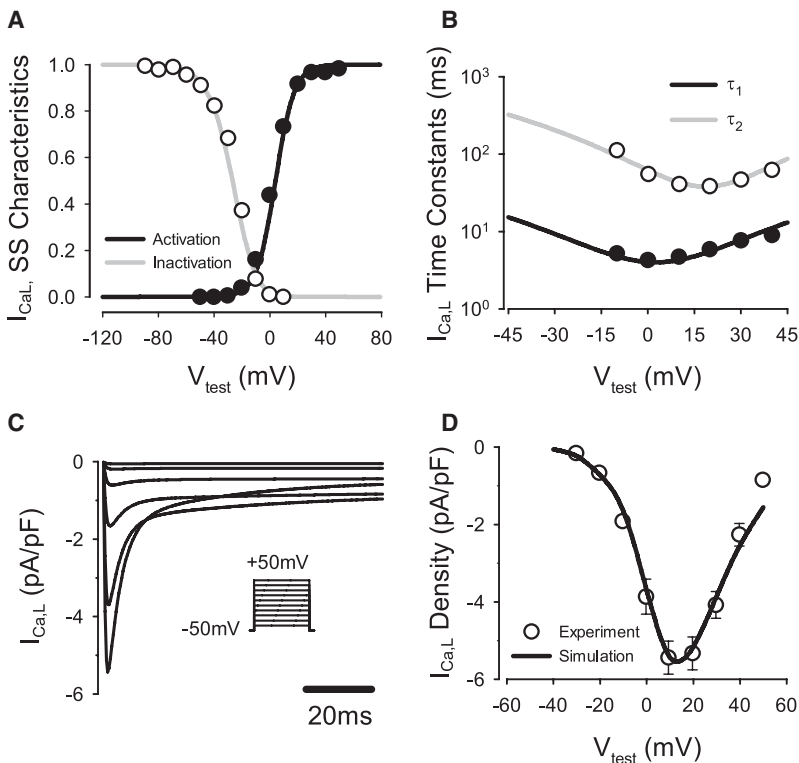 A
I_CaL, SS Characteristics
1.0
0.8
0.6
0.4
0.2
0.0
Activation
Inactivation
-120 -80 -40 0 40 80
V_test (mV)
B
I_Ca,L Time Constants (ms)
10^3
10^2
10^1
10^0
τ_1
τ_2
-45 -30 -15 0 15 30 45
V_test (mV)
C
I_Ca,L (pA/pF)
0
-2
-4
-6
+50mV
-50mV
20ms
D
I_Ca,L Density (pA/pF)
0
-2
-4
-6
Experiment
Simulation
-60 -40 -20 0 20 40 60
V_test (mV)